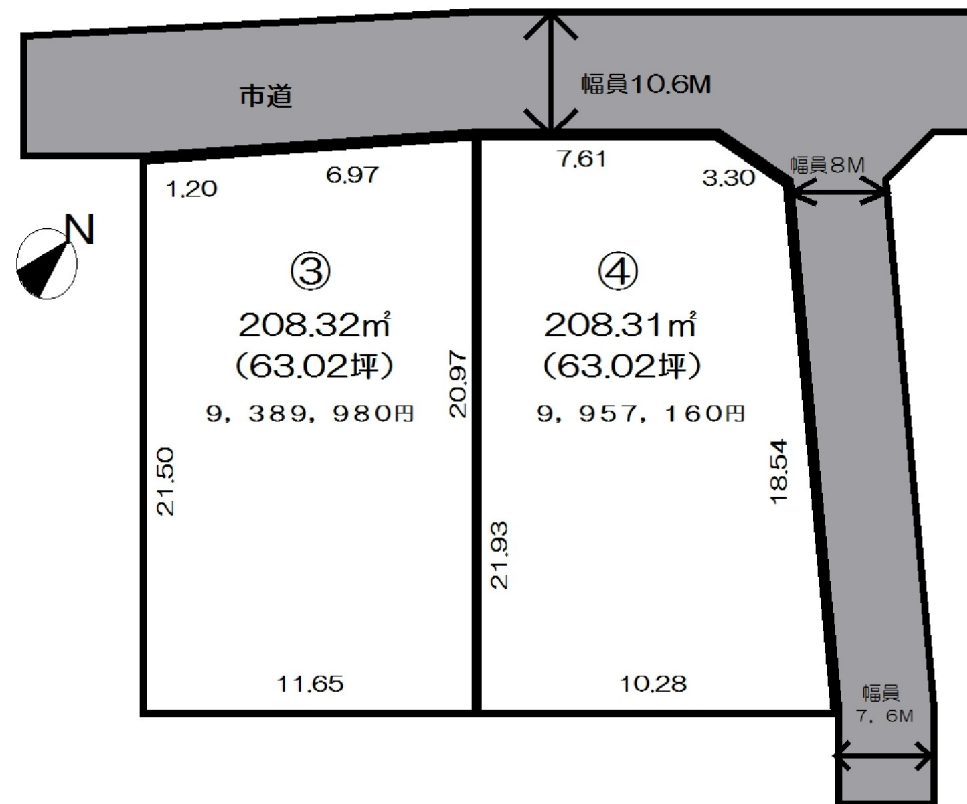 市道
幅員10.6M
1.20
6.97
7.61
3.30
幅員8M
N
③
208.32㎡
(63.02坪)
9,389,980円
④
208.31㎡
(63.02坪)
9,957,160円
20.97
21.50
21.93
18.54
11.65
10.28
幅員
7.6M